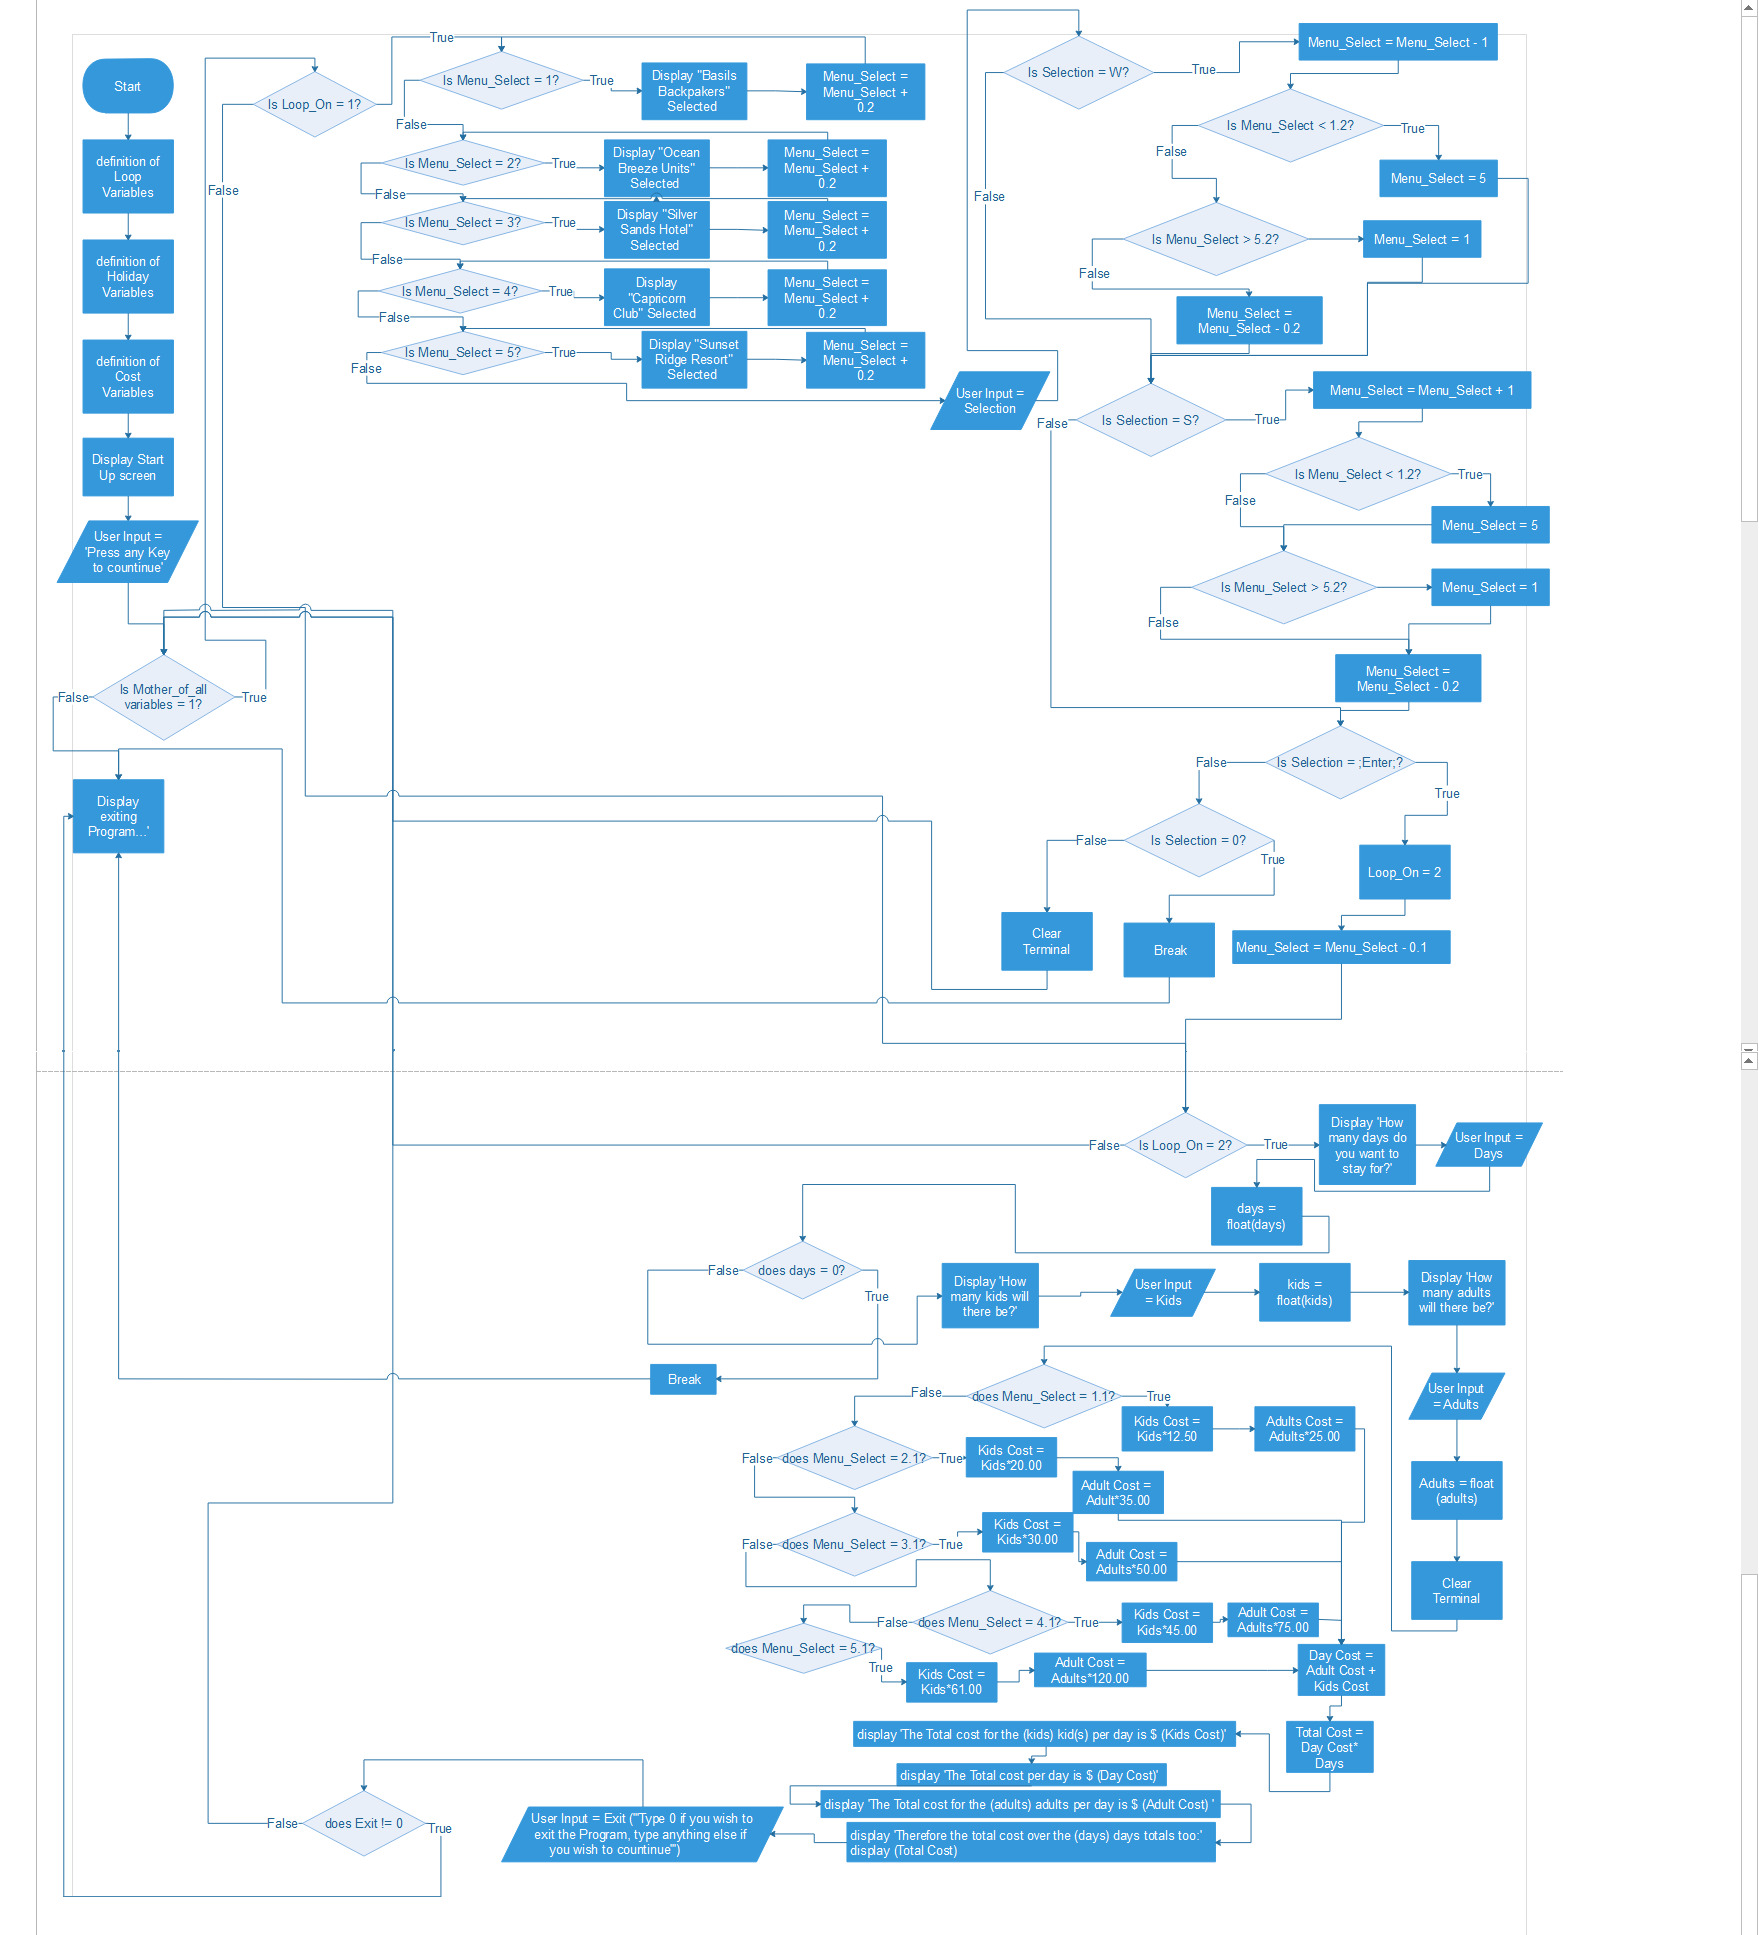 Start
definition of
Loop
Variables
definition of
Holiday
Variables
definition of
Cost
Variables
Display Start
Up screen
User Input =
'Press any Key
to countinue'
Is Mother_of_all
variables = 1?
False
True
Display
exiting
Program...'
Is Loop_On = 1?
True
False
Is Menu_Select = 1?
True
False
Display "Basils
Backpakers"
Selected
Menu_Select =
Menu_Select +
0.2
Is Menu_Select = 2?
True
False
Display "Ocean
Breeze Units"
Selected
Menu_Select =
Menu_Select +
0.2
Is Menu_Select = 3?
True
False
Display "Silver
Sands Hotel"
Selected
Menu_Select =
Menu_Select +
0.2
Is Menu_Select = 4?
True
False
Display
"Capricorn
Club" Selected
Menu_Select =
Menu_Select +
0.2
Is Menu_Select = 5?
True
False
Display "Sunset
Ridge Resort"
Selected
Menu_Select =
Menu_Select +
0.2
User Input =
Selection
Is Selection = W?
True
False
Menu_Select = Menu_Select - 1
Is Menu_Select < 1.2?
True
False
Menu_Select = 5
Is Menu_Select > 5.2?
False
Menu_Select = 1
Menu_Select =
Menu_Select - 0.2
Is Selection = S?
True
False
Menu_Select = Menu_Select + 1
Is Menu_Select < 1.2?
True
False
Menu_Select = 5
Is Menu_Select > 5.2?
False
Menu_Select = 1
Menu_Select =
Menu_Select - 0.2
Is Selection = ;Enter;?
False
True
Is Selection = 0?
False
True
Loop_On = 2
Clear
Terminal
Break
Menu_Select = Menu_Select - 0.1
Is Loop_On = 2?
False
True
Display 'How
many days do
you want to
stay for?'
User Input =
Days
days =
float(days)
does days = 0?
False
True
Break
Display 'How
many kids will
there be?'
User Input
= Kids
kids =
float(kids)
Display 'How
many adults
will there be?'
User Input
= Adults
Adults = float
(adults)
Clear
Terminal
does Menu_Select = 1.1?
False
True
Kids Cost =
Kids*12.50
Adults Cost =
Adults*25.00
does Menu_Select = 2.1?
False
True
Kids Cost =
Kids*20.00
Adult Cost =
Adult*35.00
does Menu_Select = 3.1?
False
True
Kids Cost =
Kids*30.00
Adult Cost =
Adults*50.00
does Menu_Select = 4.1?
False
True
Kids Cost =
Kids*45.00
Adult Cost =
Adults*75.00
does Menu_Select = 5.1?
True
Kids Cost =
Kids*61.00
Adult Cost =
Adults*120.00
Day Cost =
Adult Cost +
Kids Cost
Total Cost =
Day Cost*
Days
display 'The Total cost for the (kids) kid(s) per day is $ (Kids Cost)'
display 'The Total cost per day is $ (Day Cost)'
display 'The Total cost for the (adults) adults per day is $ (Adult Cost) '
display 'Therefore the total cost over the (days) days totals too:'
display (Total Cost)
User Input = Exit ("'Type 0 if you wish to
exit the Program, type anything else if
you wish to countinue'")
does Exit != 0
False
True